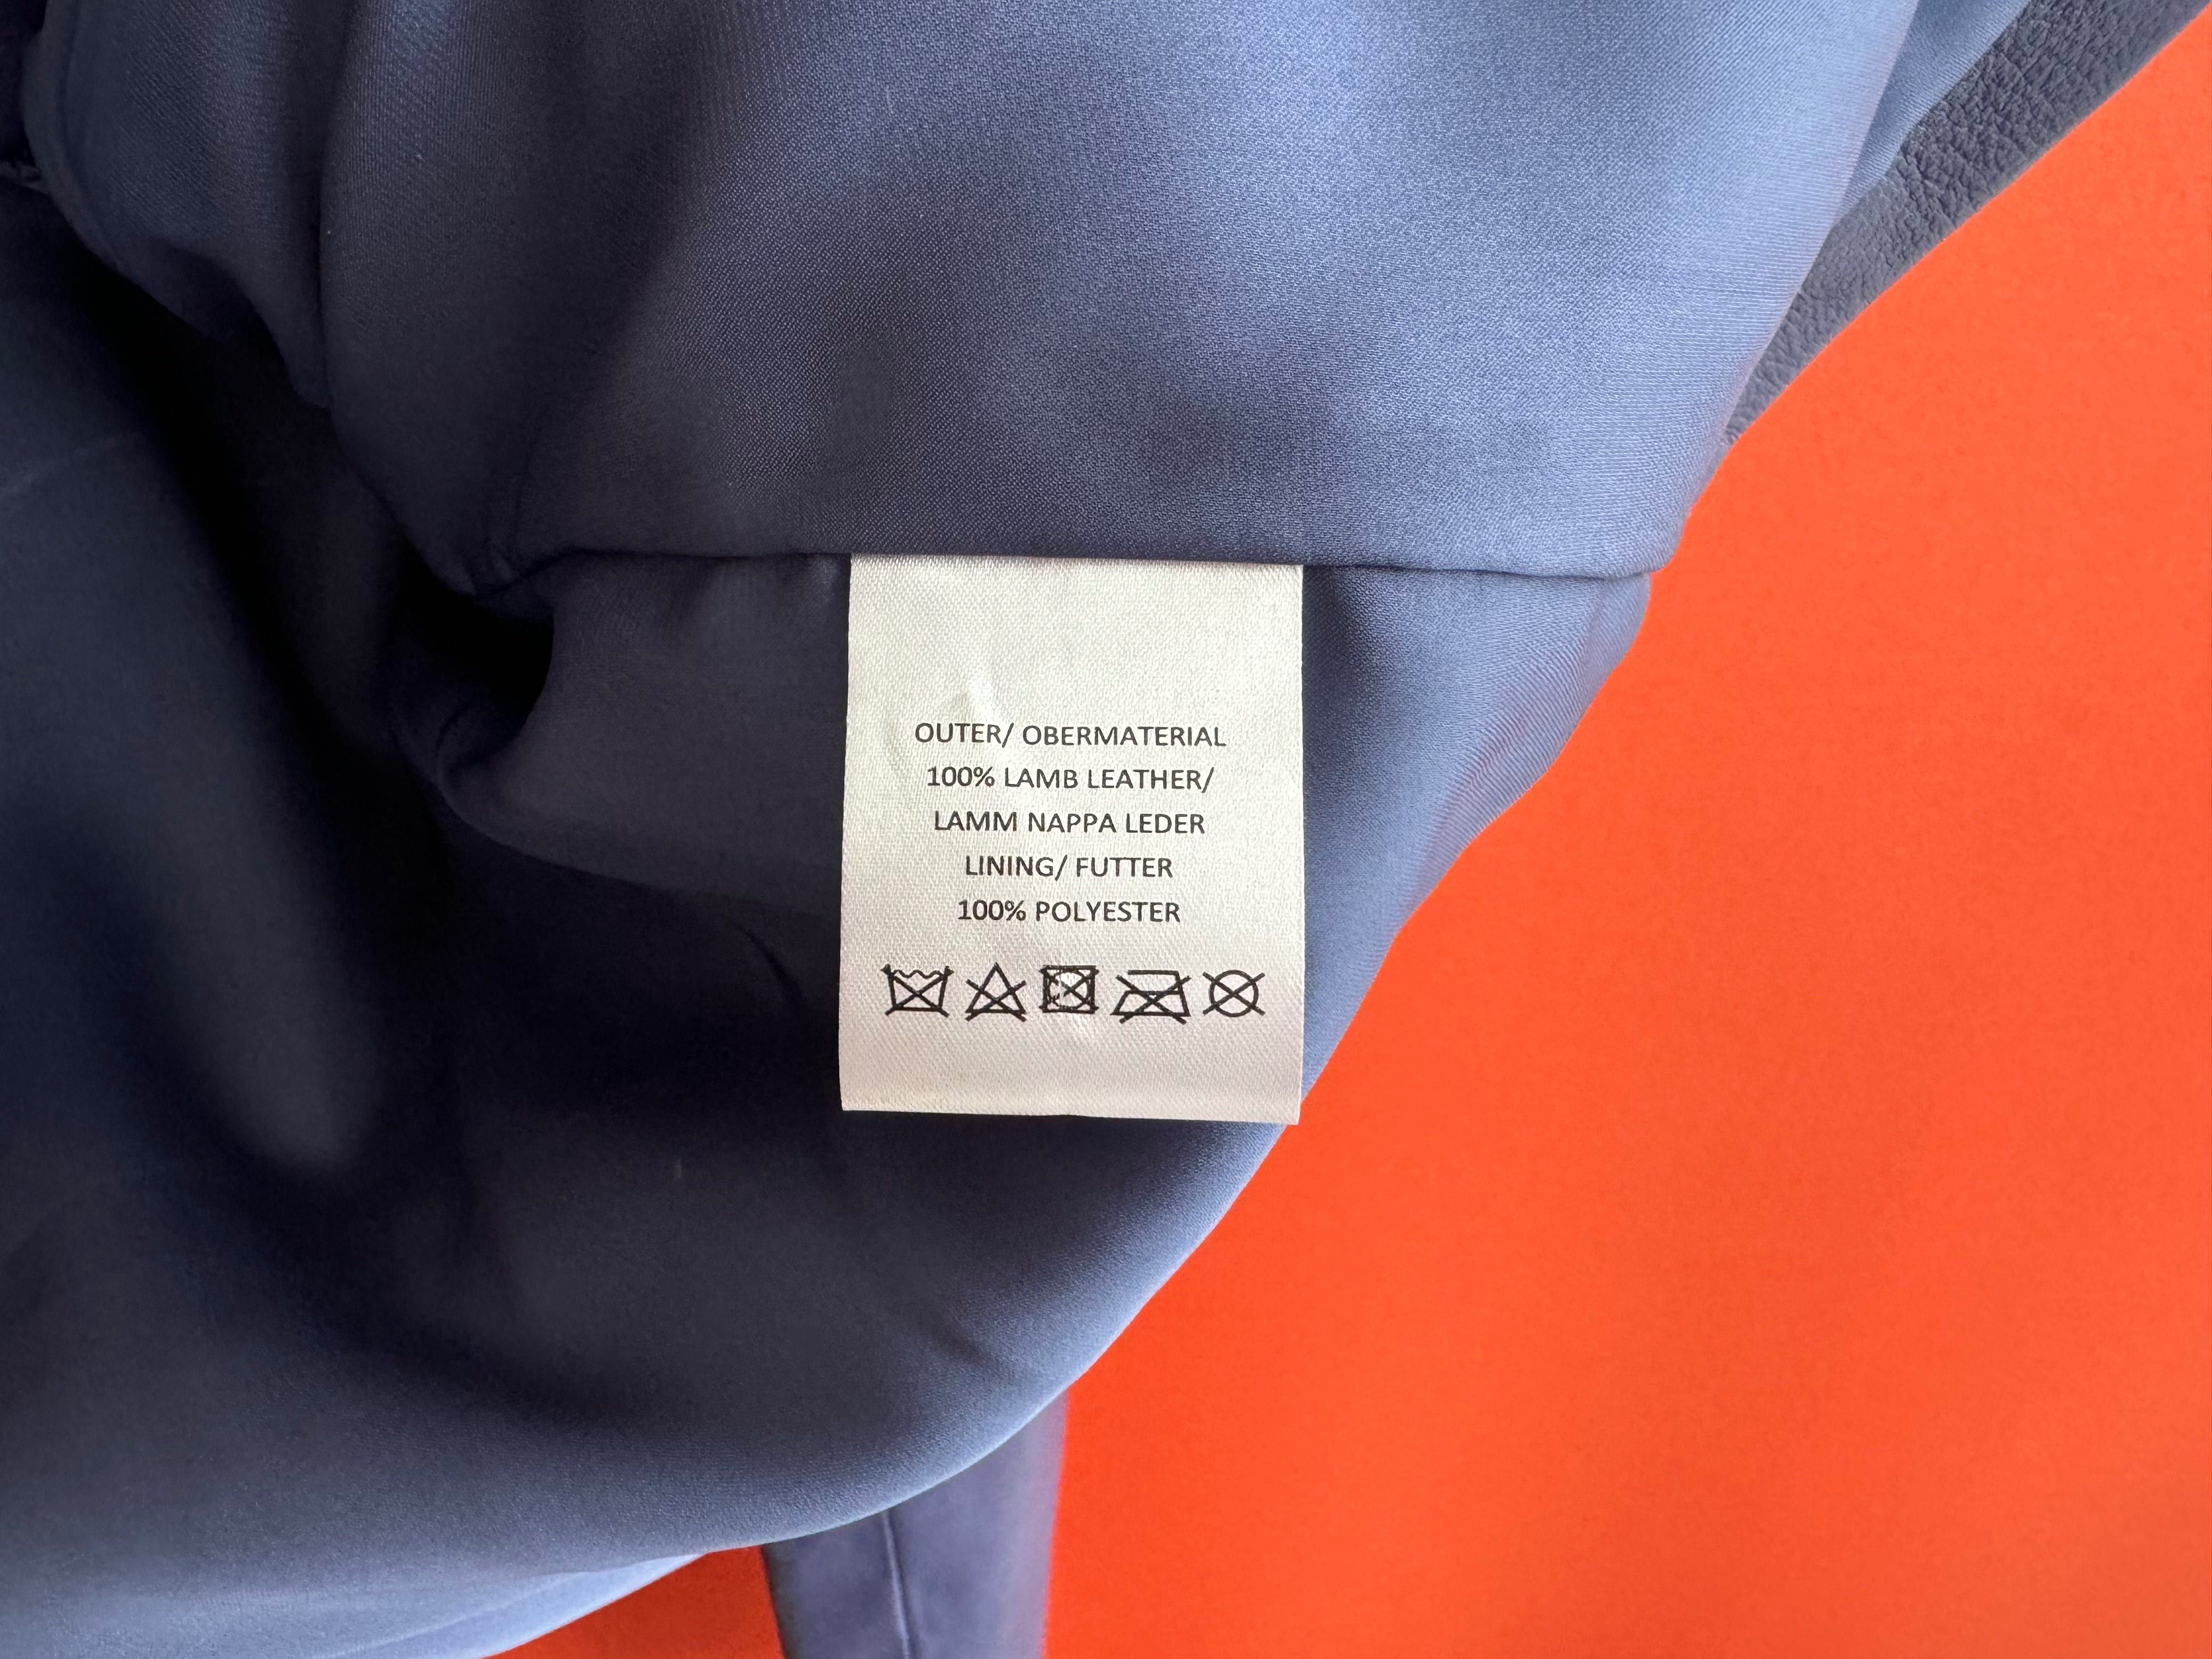 OUTER/ OBERMATERIAL
100% LAMB LEATHER/
LAMM NAPPA LEDER
LINING/ FUTTER
100% POLYESTER